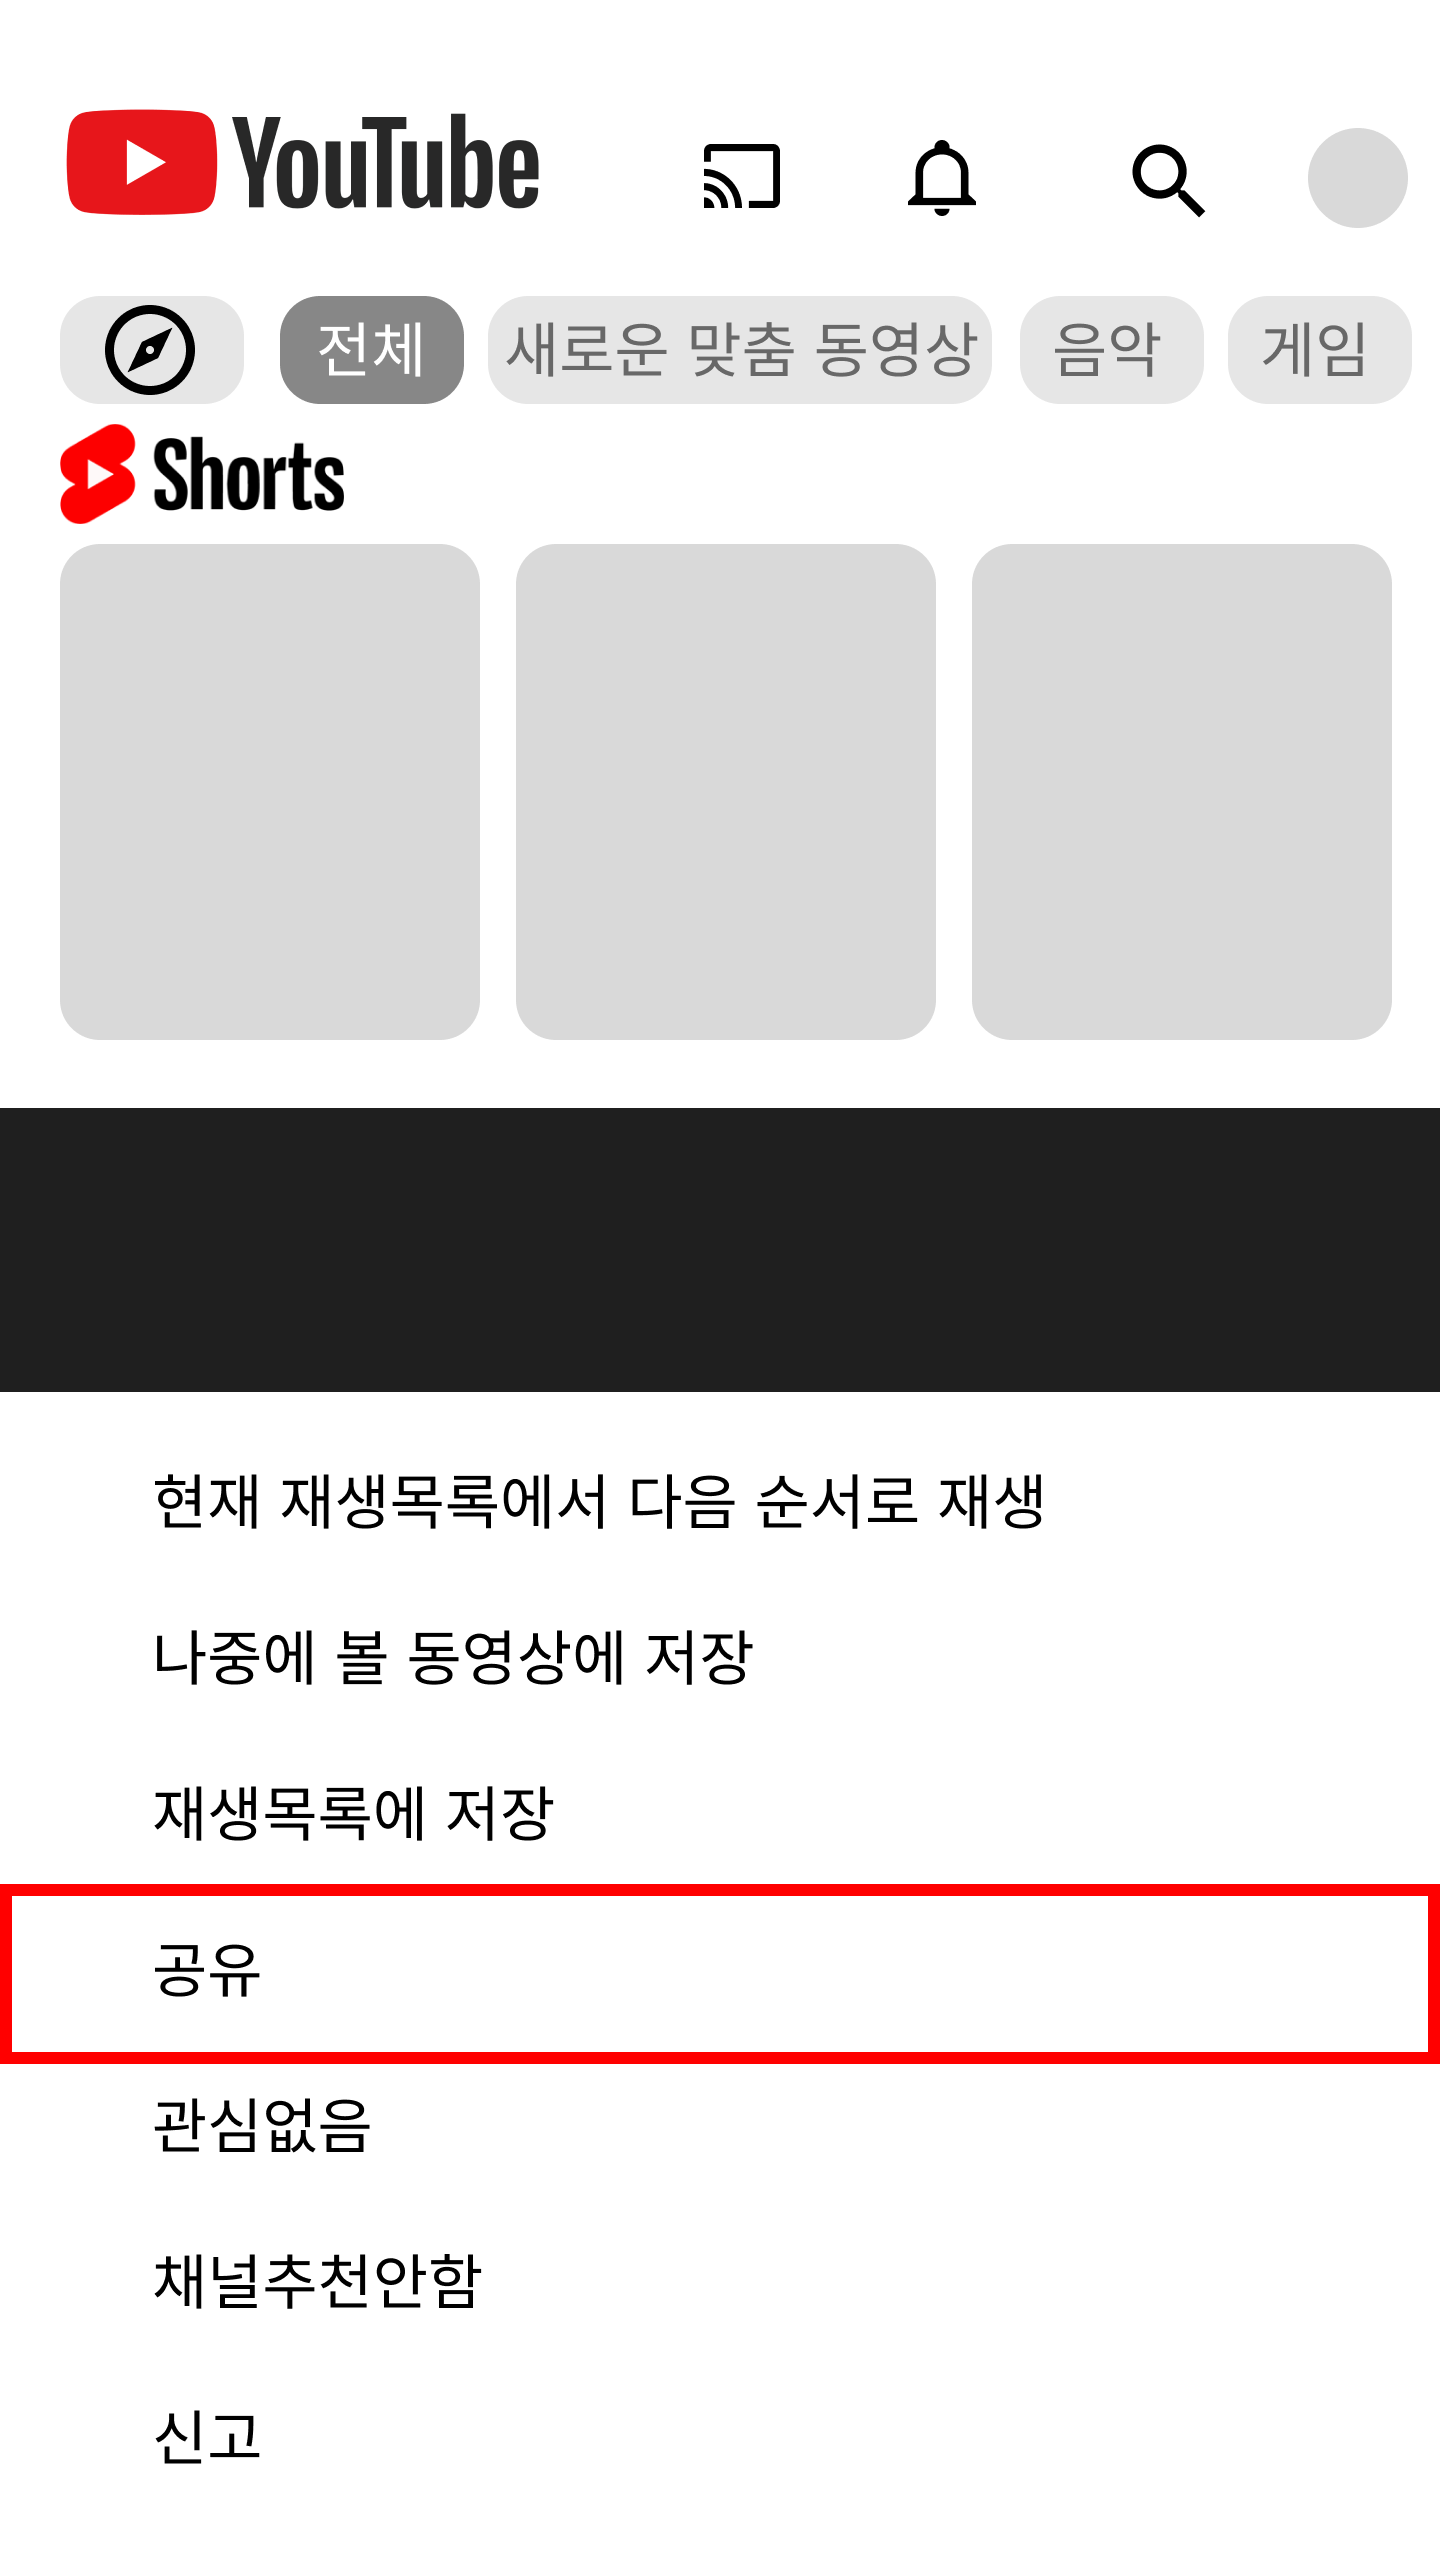 YouTube
전체 새로운 맞춤 동영상 음악 게임
Shorts
현재 재생목록에서 다음 순서로 재생
나중에 볼 동영상에 저장
재생목록에 저장
공유
관심없음
채널추천안함
신고